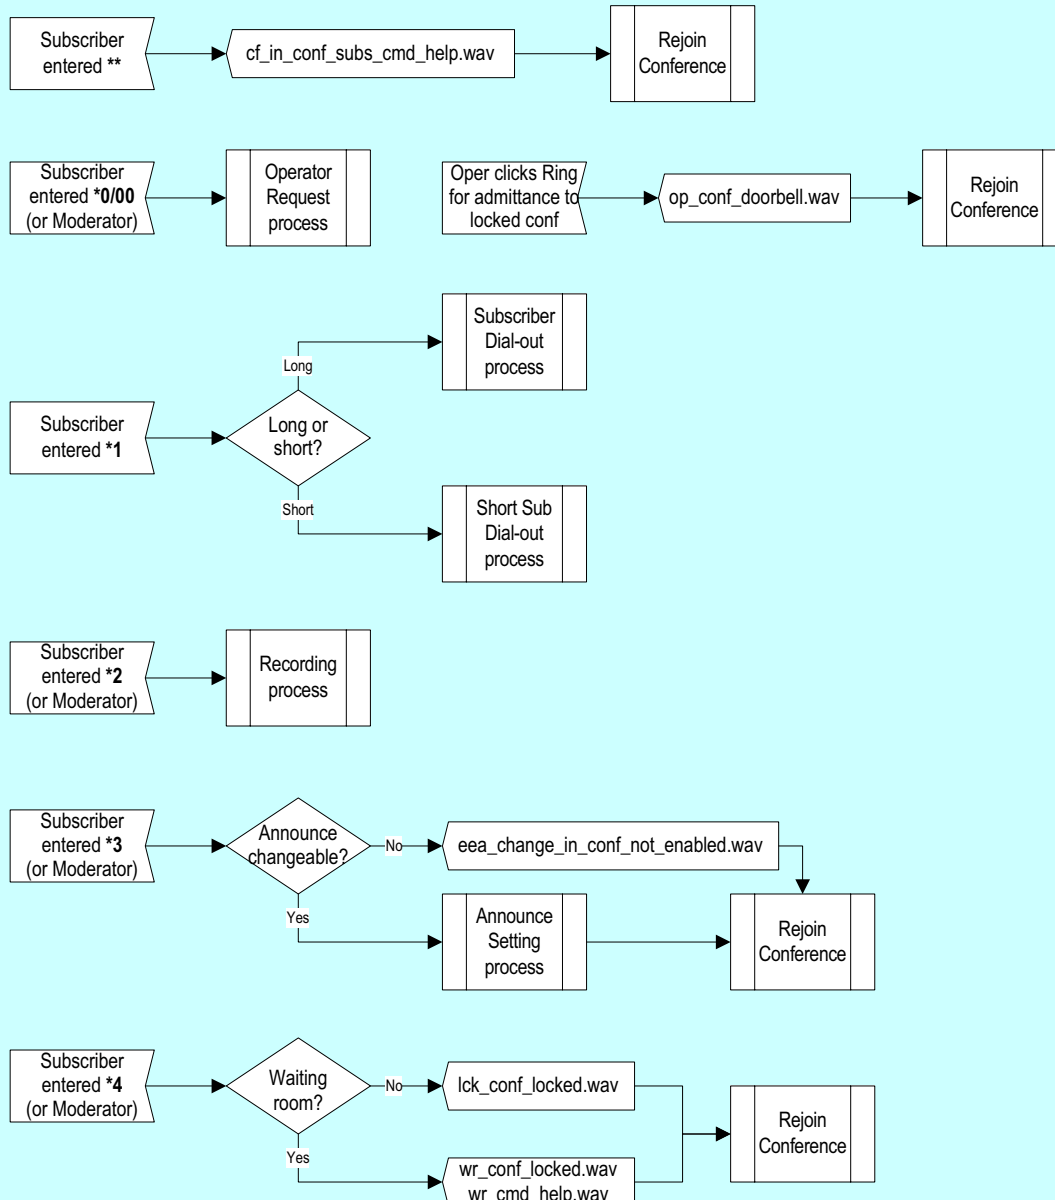 Subscriber
entered **
cf_in_conf_subs_cmd_help.wav
Rejoin
Conference
Subscriber
entered *0/00
(or Moderator)
Operator
Request
process
Oper clicks Ring
for admittance to
locked conf
op_conf_doorbell.wav
Rejoin
Conference
Subscriber
Dial-out
process
Long
Subscriber
entered *1
Long or
short?
Short
Short Sub
Dial-out
process
Subscriber
entered *2
(or Moderator)
Recording
process
Subscriber
entered *3
(or Moderator)
Announce
changeable?
No
eea_change_in_conf_not_enabled.wav
Yes
Announce
Setting
process
Rejoin
Conference
Subscriber
entered *4
(or Moderator)
Waiting
room?
No
lck_conf_locked.wav
Rejoin
Conference
Yes
wr_conf_locked.wav
wr_cmd_help.wav